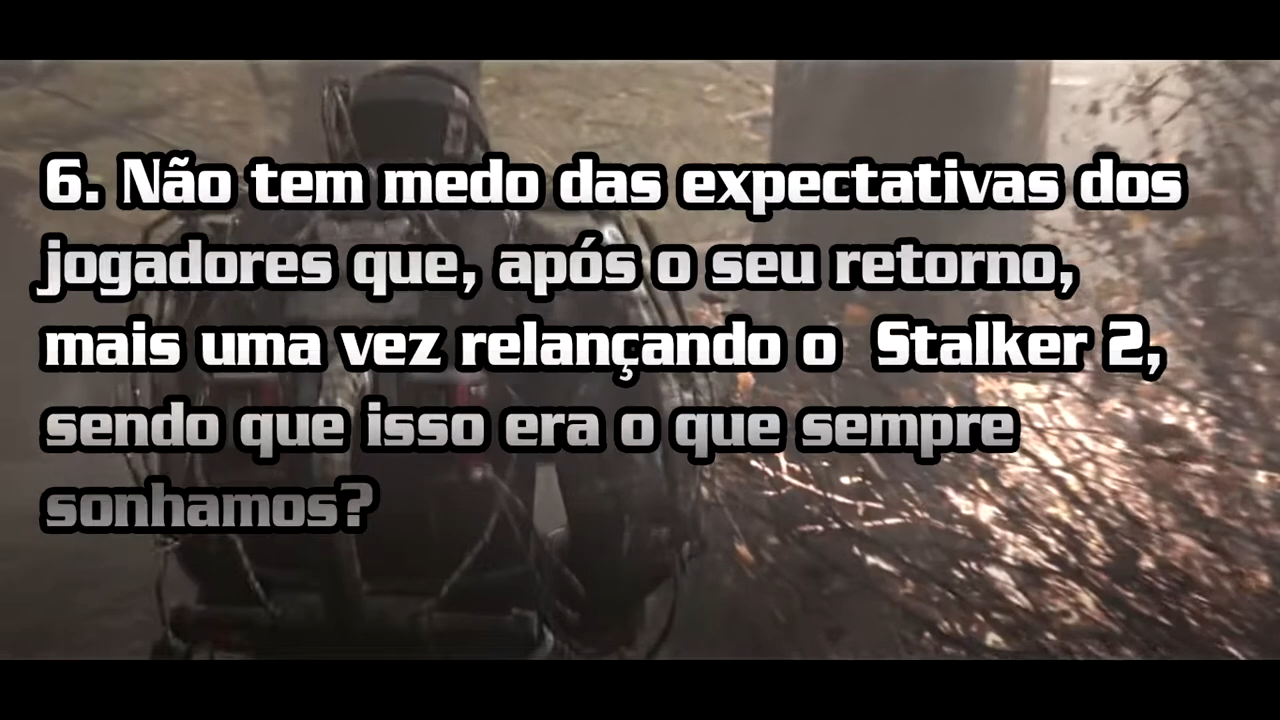 6. Não tem medo das expectativas dos
jogadores que, após o seu retorno,
mais uma vez relançando o  Stalker 2,
sendo que isso era o que sempre
sonhamos?